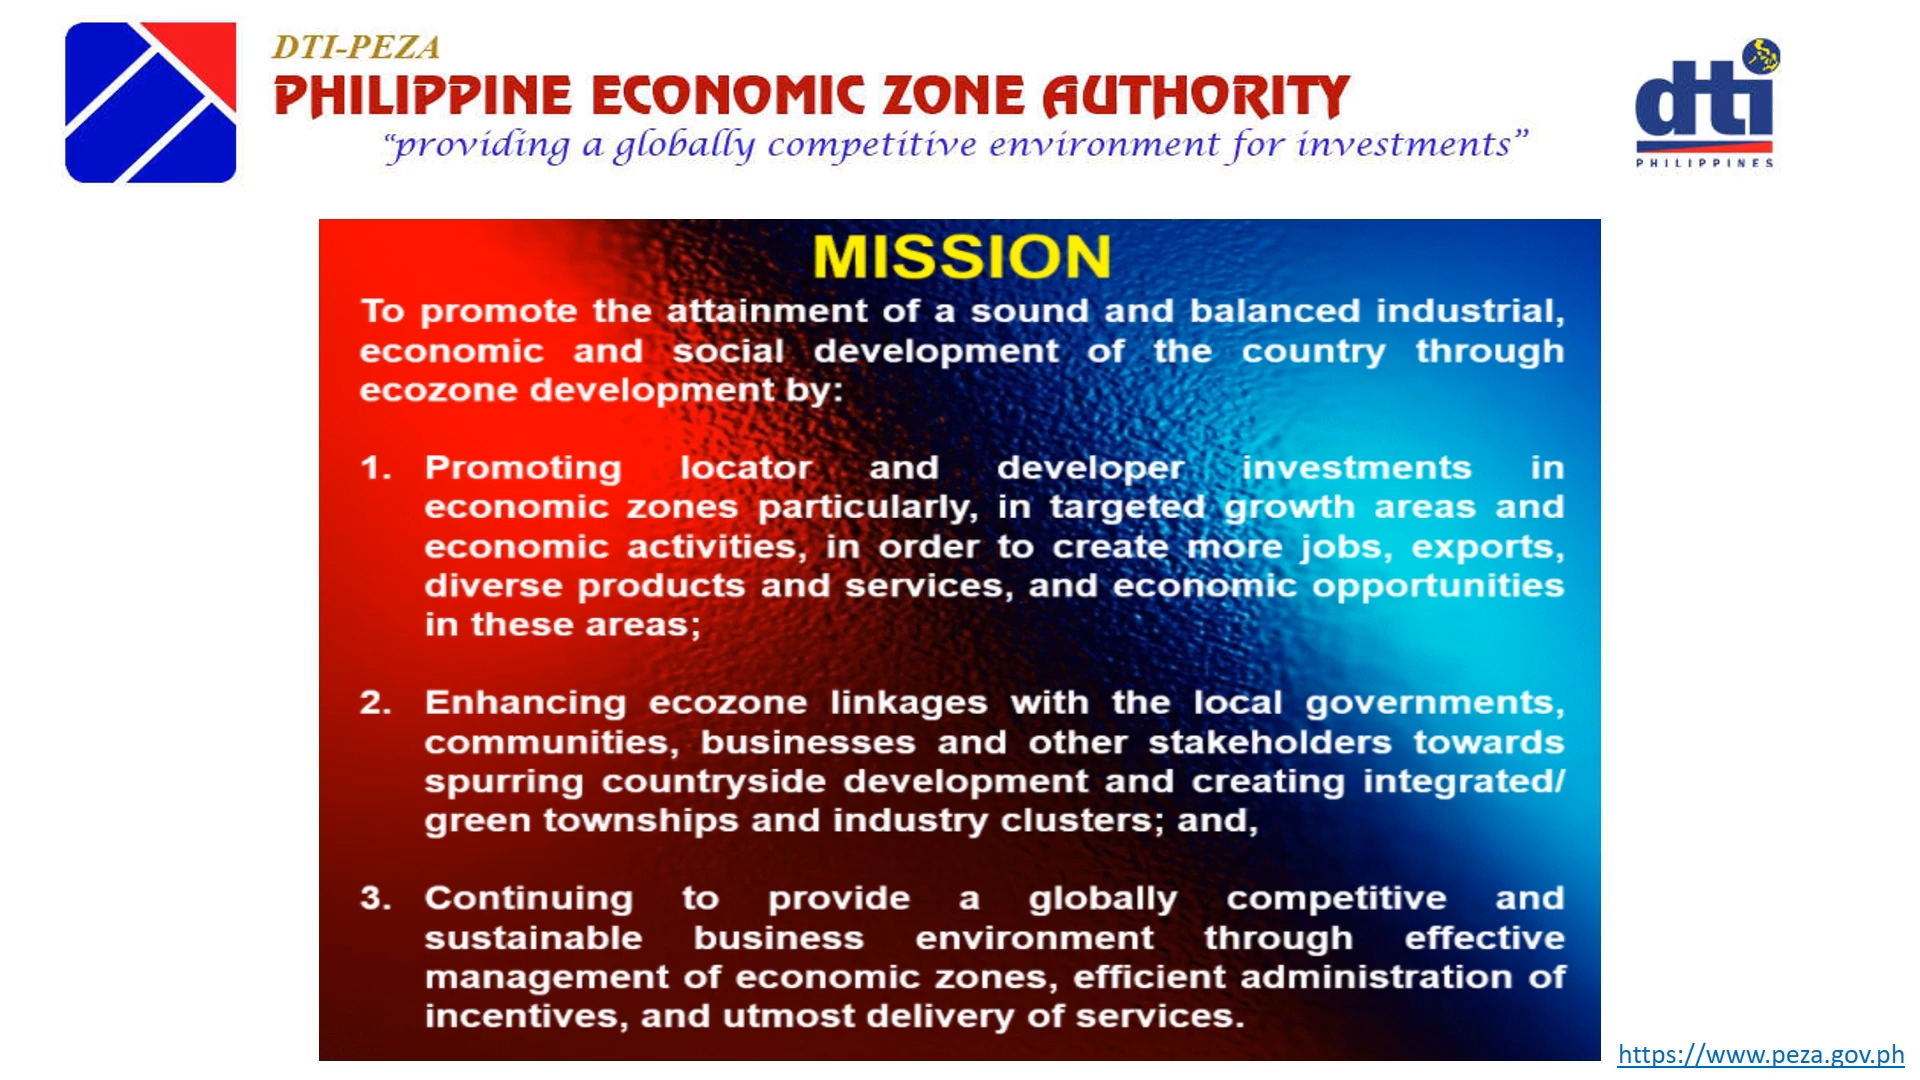 DTI-PEZA
PHILIPPINE ECONOMIC ZONE AUTHORITY
“providing a globally competitive environment for investments”
dti
PHILIPPINES
MISSION
To promote the attainment of a sound and balanced industrial,
economic and social development of the country through
ecozone development by:
1. Promoting locator and developer investments in
economic zones particularly, in targeted growth areas and
economic activities, in order to create more jobs, exports,
diverse products and services, and economic opportunities
in these areas;
2. Enhancing ecozone linkages with the local governments,
communities, businesses and other stakeholders towards
spurring countryside development and creating integrated/
green townships and industry clusters; and,
3. Continuing to provide a globally competitive and
sustainable business environment through effective
management of economic zones, efficient administration of
incentives, and utmost delivery of services.
https://www.peza.gov.ph